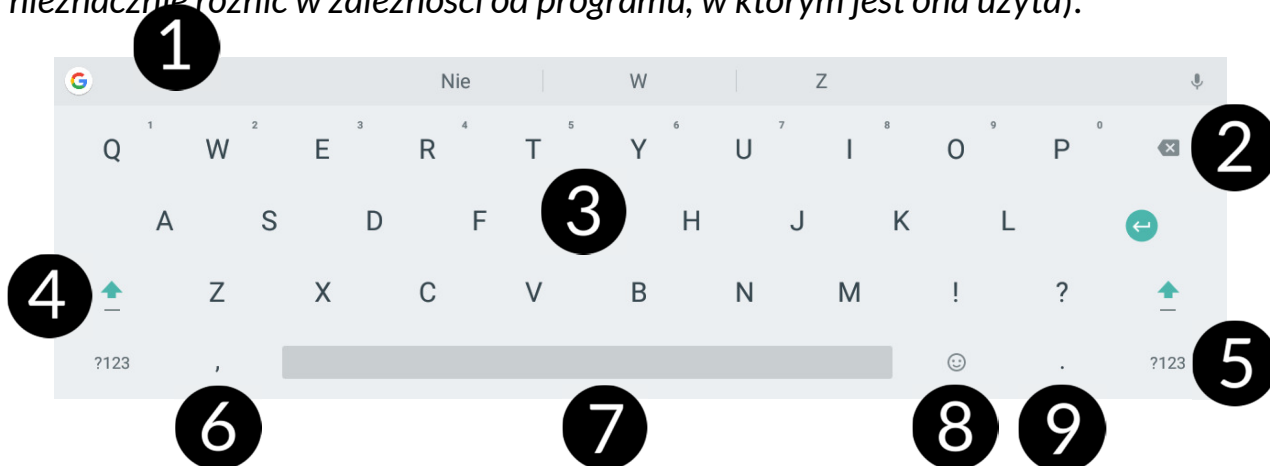 nieznacznie różnić w zależności od programu, w którym jest ona użyta).
1
G Nie W Z
1 2 3 4 5 6 7 8 9 0
Q W E R T Y U I O P 2
A S D F 3 H J K L
4 Z X C V B N M ! ?
?123 , . ?123 5
6 7 8 9